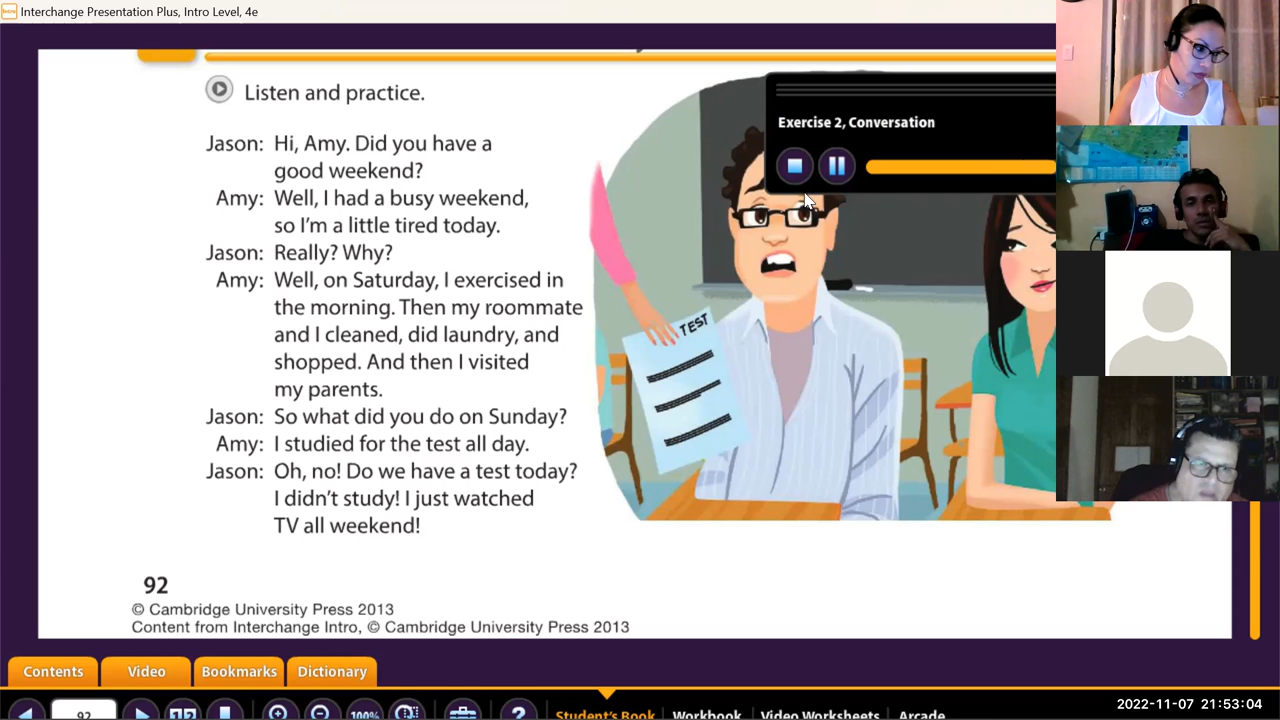 Interchange Presentation Plus, Intro Level, 4e
Listen and practice.
Exercise 2, Conversation
Jason: Hi, Amy. Did you have a
good weekend?
Amy: Well, I had a busy weekend,
so I'm a little tired today.
Jason: Really? Why?
Amy: Well, on Saturday, I exercised in
the morning. Then my roommate
and I cleaned, did laundry, and
shopped. And then I visited
my parents.
Jason: So what did you do on Sunday?
Amy: I studied for the test all day.
Jason: Oh, no! Do we have a test today?
I didn't study! I just watched
TV all weekend!
TEST
92
© Cambridge University Press 2013
Content from Interchange Intro, © Cambridge University Press 2013
Contents Video Bookmarks Dictionary
92 100% ? Student's Book Workbook Video Worksheets Arcade
2022-11-07 21:53:04